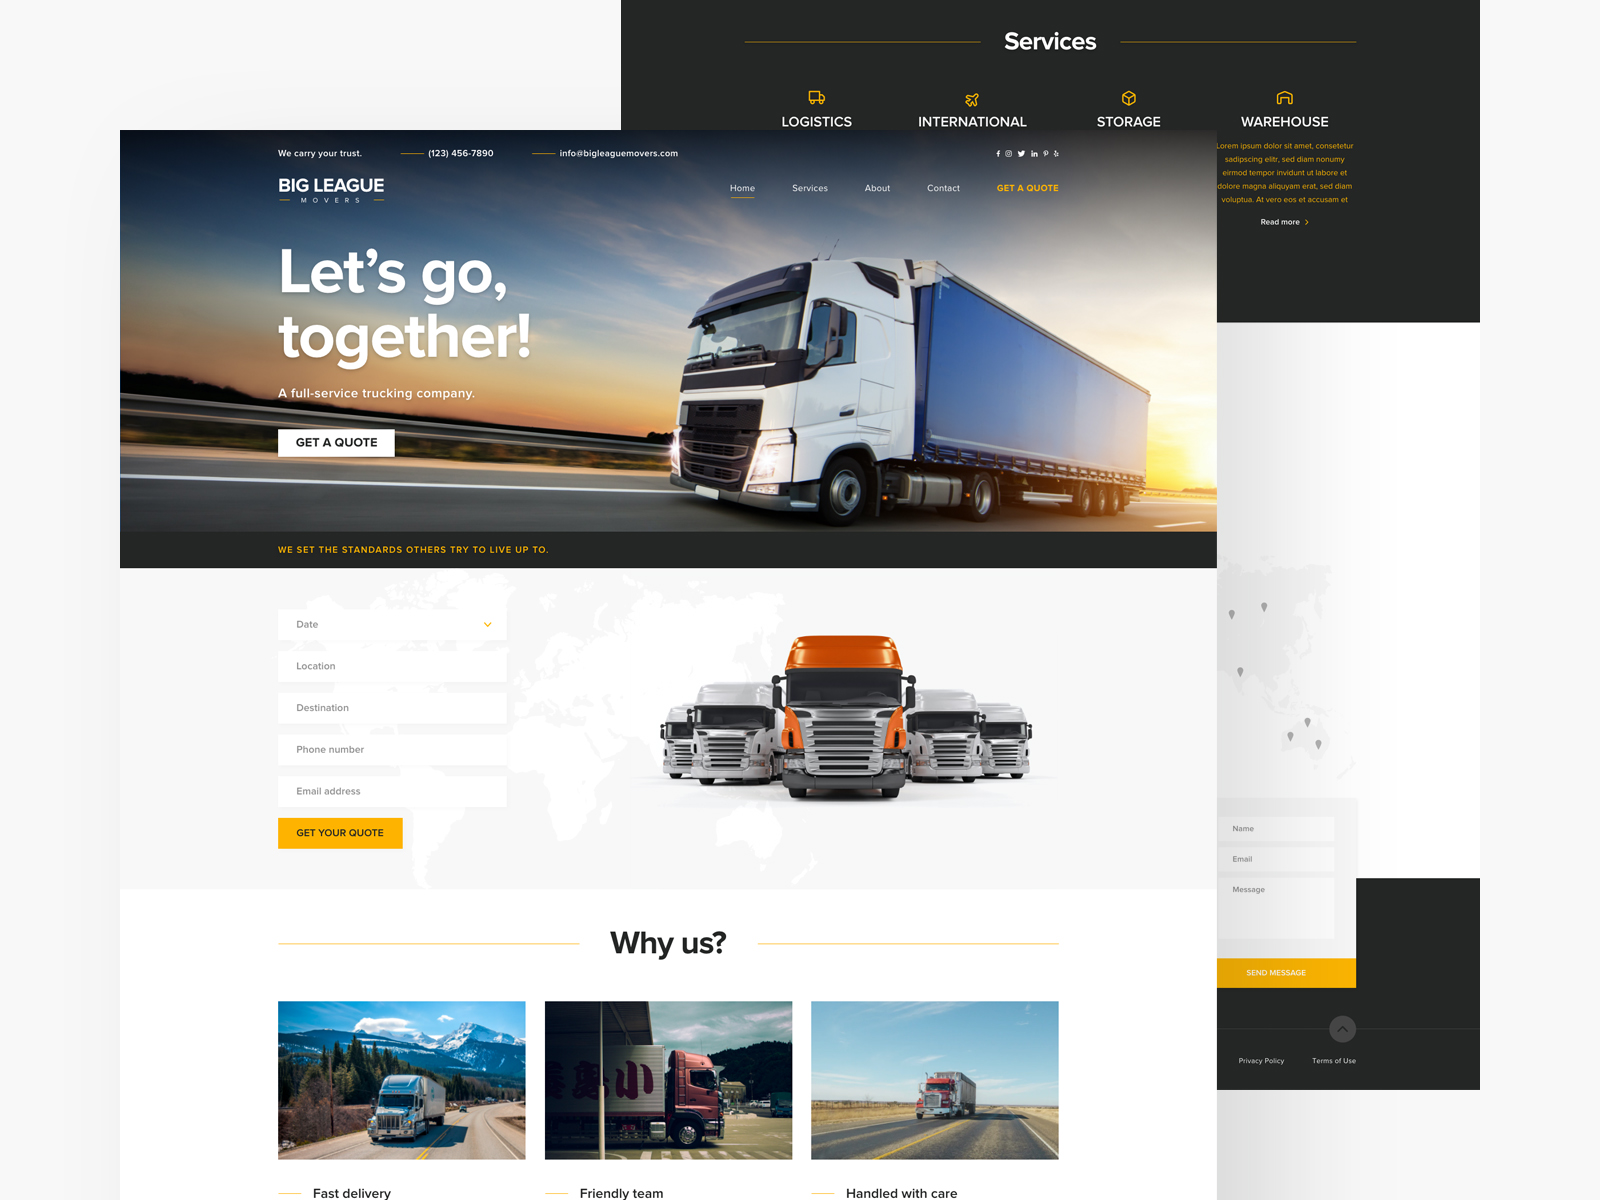 Services
LOGISTICS
INTERNATIONAL
STORAGE
WAREHOUSE
Lorem ipsum dolor sit amet, consetetur
sadipscing elitr, sed diam nonumy
eirmod tempor invidunt ut labore et
dolore magna aliquyam erat, sed diam
voluptua. At vero eos et accusam et
Read more
We carry your trust.
(123) 456-7890
info@bigleaguemovers.com
BIG LEAGUE
MOVERS
Home
Services
About
Contact
GET A QUOTE
Let’s go,
together!
A full-service trucking company.
GET A QUOTE
WE SET THE STANDARDS OTHERS TRY TO LIVE UP TO.
Date
Location
Destination
Phone number
Email address
GET YOUR QUOTE
Why us?
Fast delivery
Friendly team
Handled with care
Name
Email
Message
SEND MESSAGE
Privacy Policy
Terms of Use